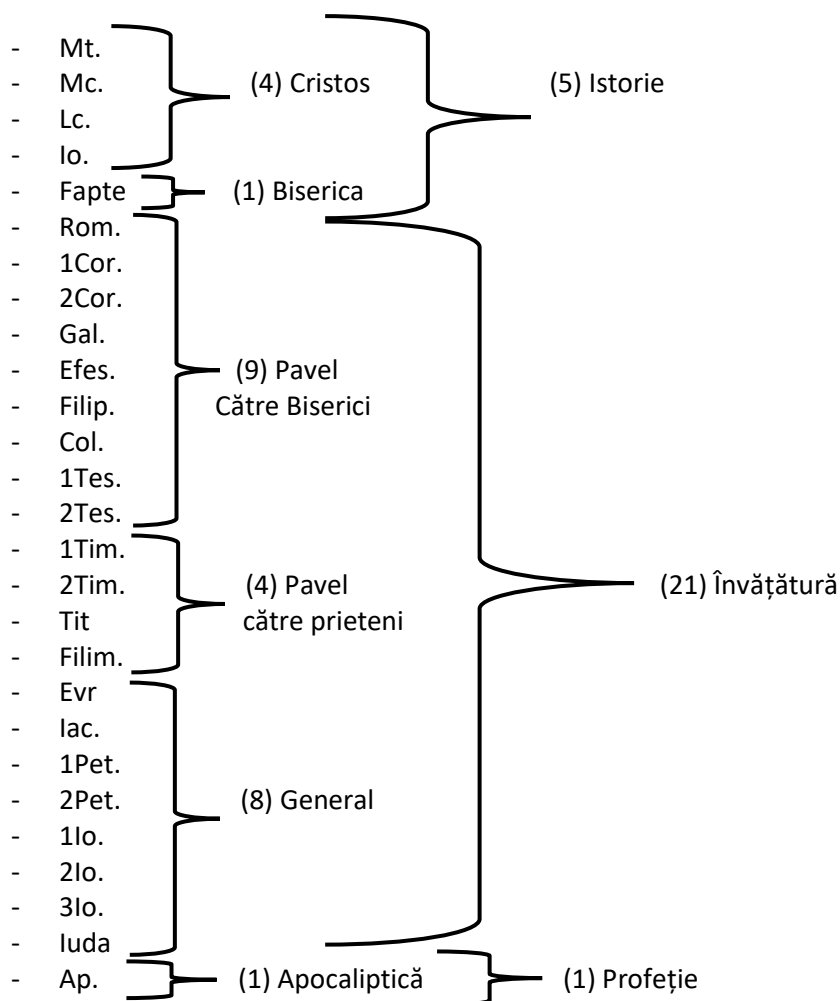 - Mt.
- Mc. (4) Cristos (5) Istorie
- Lc.
- Io.
- Fapte (1) Biserica
- Rom.
- 1Cor.
- 2Cor.
- Gal.
- Efes. (9) Pavel
- Filip. Către Biserici
- Col.
- 1Tes.
- 2Tes.
- 1Tim.
- 2Tim. (4) Pavel (21) Învățătură
- Tit către prieteni
- Filim.
- Evr
- Iac.
- 1Pet.
- 2Pet. (8) General
- 1Io.
- 2Io.
- 3Io.
- Iuda
- Ap. (1) Apocaliptică (1) Profeție